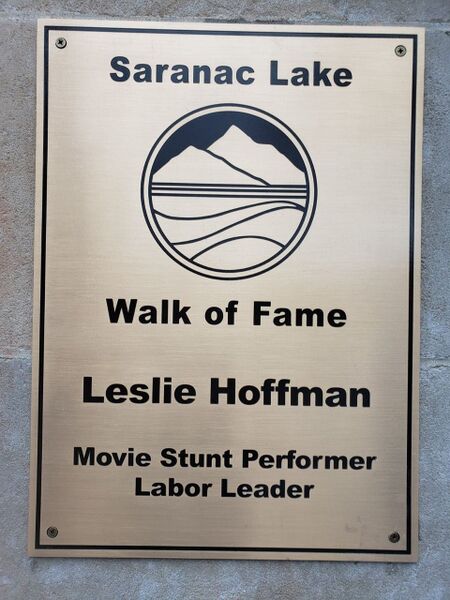 Saranac Lake
Walk of Fame
Leslie Hoffman
Movie Stunt Performer
Labor Leader